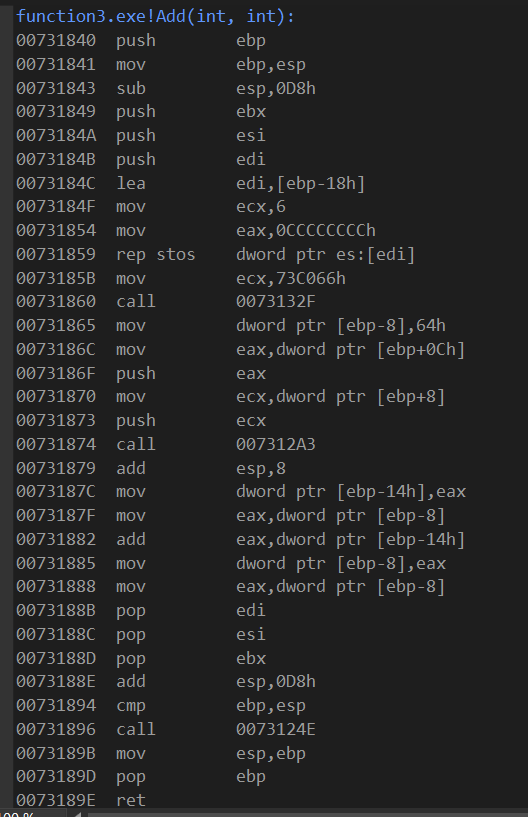 function3.exe!Add(int, int):
00731840 push ebp
00731841 mov ebp,esp
00731843 sub esp,0D8h
00731849 push ebx
0073184A push esi
0073184B push edi
0073184C lea edi,[ebp-18h]
0073184F mov ecx,6
00731854 mov eax,0CCCCCCCCh
00731859 rep stos dword ptr es:[edi]
0073185B mov ecx,73C066h
00731860 call 0073132F
00731865 mov dword ptr [ebp-8],64h
0073186C mov eax,dword ptr [ebp+0Ch]
0073186F push eax
00731870 mov ecx,dword ptr [ebp+8]
00731873 push ecx
00731874 call 007312A3
00731879 add esp,8
0073187C mov dword ptr [ebp-14h],eax
0073187F mov eax,dword ptr [ebp-8]
00731882 add eax,dword ptr [ebp-14h]
00731885 mov dword ptr [ebp-8],eax
00731888 mov eax,dword ptr [ebp-8]
0073188B pop edi
0073188C pop esi
0073188D pop ebx
0073188E add esp,0D8h
00731894 cmp ebp,esp
00731896 call 0073124E
0073189B mov esp,ebp
0073189D pop ebp
0073189E ret